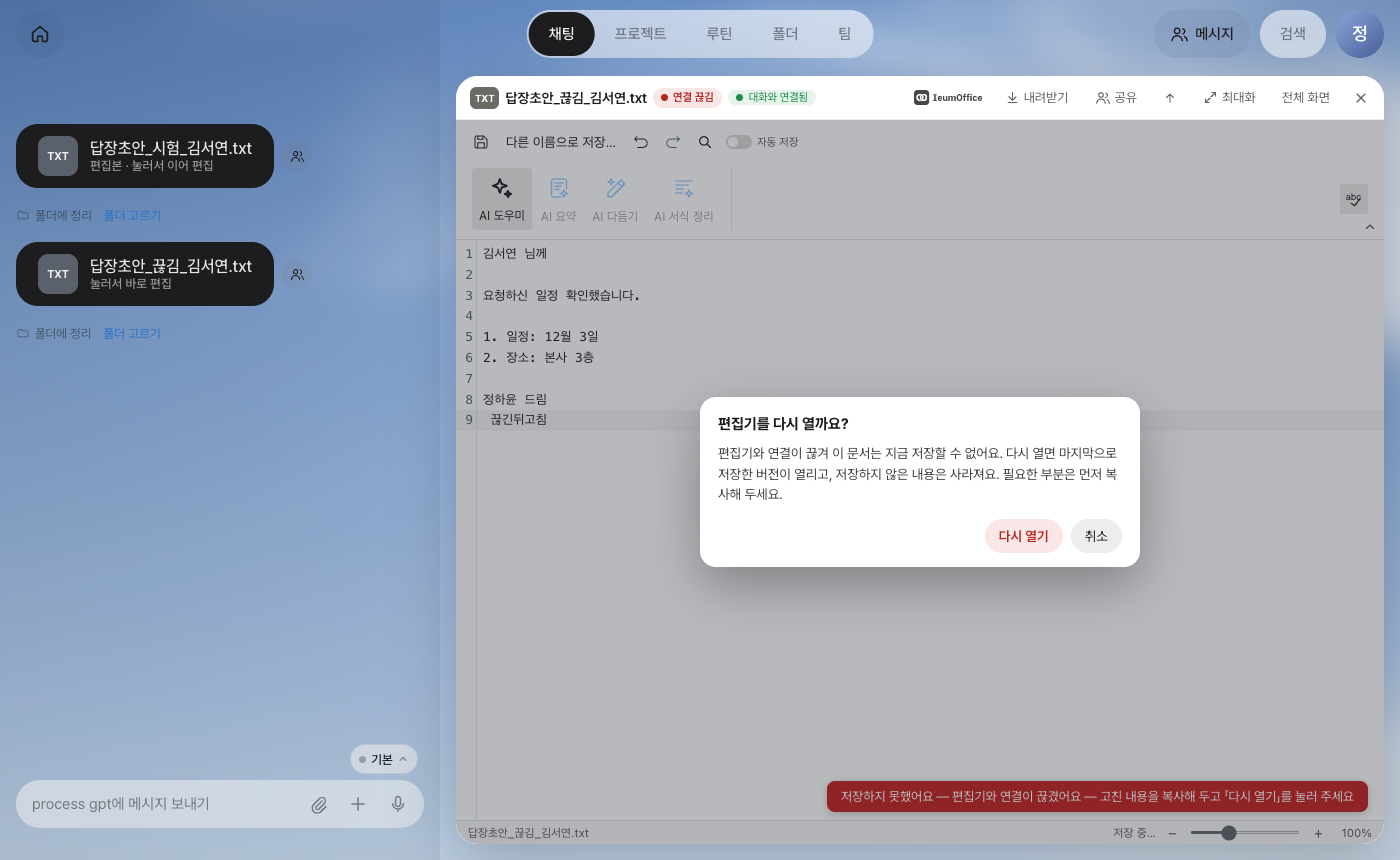 채팅
프로젝트
루틴
폴더
팀
메시지
검색
정
TXT
답장초안_시험_김서연.txt
편집본 · 눌러서 이어 편집
폴더에 정리
폴더 고르기
TXT
답장초안_끊김_김서연.txt
눌러서 바로 편집
폴더에 정리
폴더 고르기
기본
process gpt에 메시지 보내기
TXT
답장초안_끊김_김서연.txt
연결 끊김
대화와 연결됨
IeumOffice
내려받기
공유
최대화
전체 화면
다른 이름으로 저장...
자동 저장
AI 도우미
AI 요약
AI 다듬기
AI 서식 정리
abc
1 김서연 님께
2
3 요청하신 일정 확인했습니다.
4
5 1. 일정: 12월 3일
6 2. 장소: 본사 3층
7
8 정하윤 드림
9 끊긴뒤고침
편집기를 다시 열까요?
편집기와 연결이 끊겨 이 문서는 지금 저장할 수 없어요. 다시 열면 마지막으로
저장한 버전이 열리고, 저장하지 않은 내용은 사라져요. 필요한 부분은 먼저 복
사해 두세요.
다시 열기
취소
저장하지 못했어요 — 편집기와 연결이 끊겼어요 — 고친 내용을 복사해 두고 「다시 열기」를 눌러 주세요
답장초안_끊김_김서연.txt
저장 중...
100%